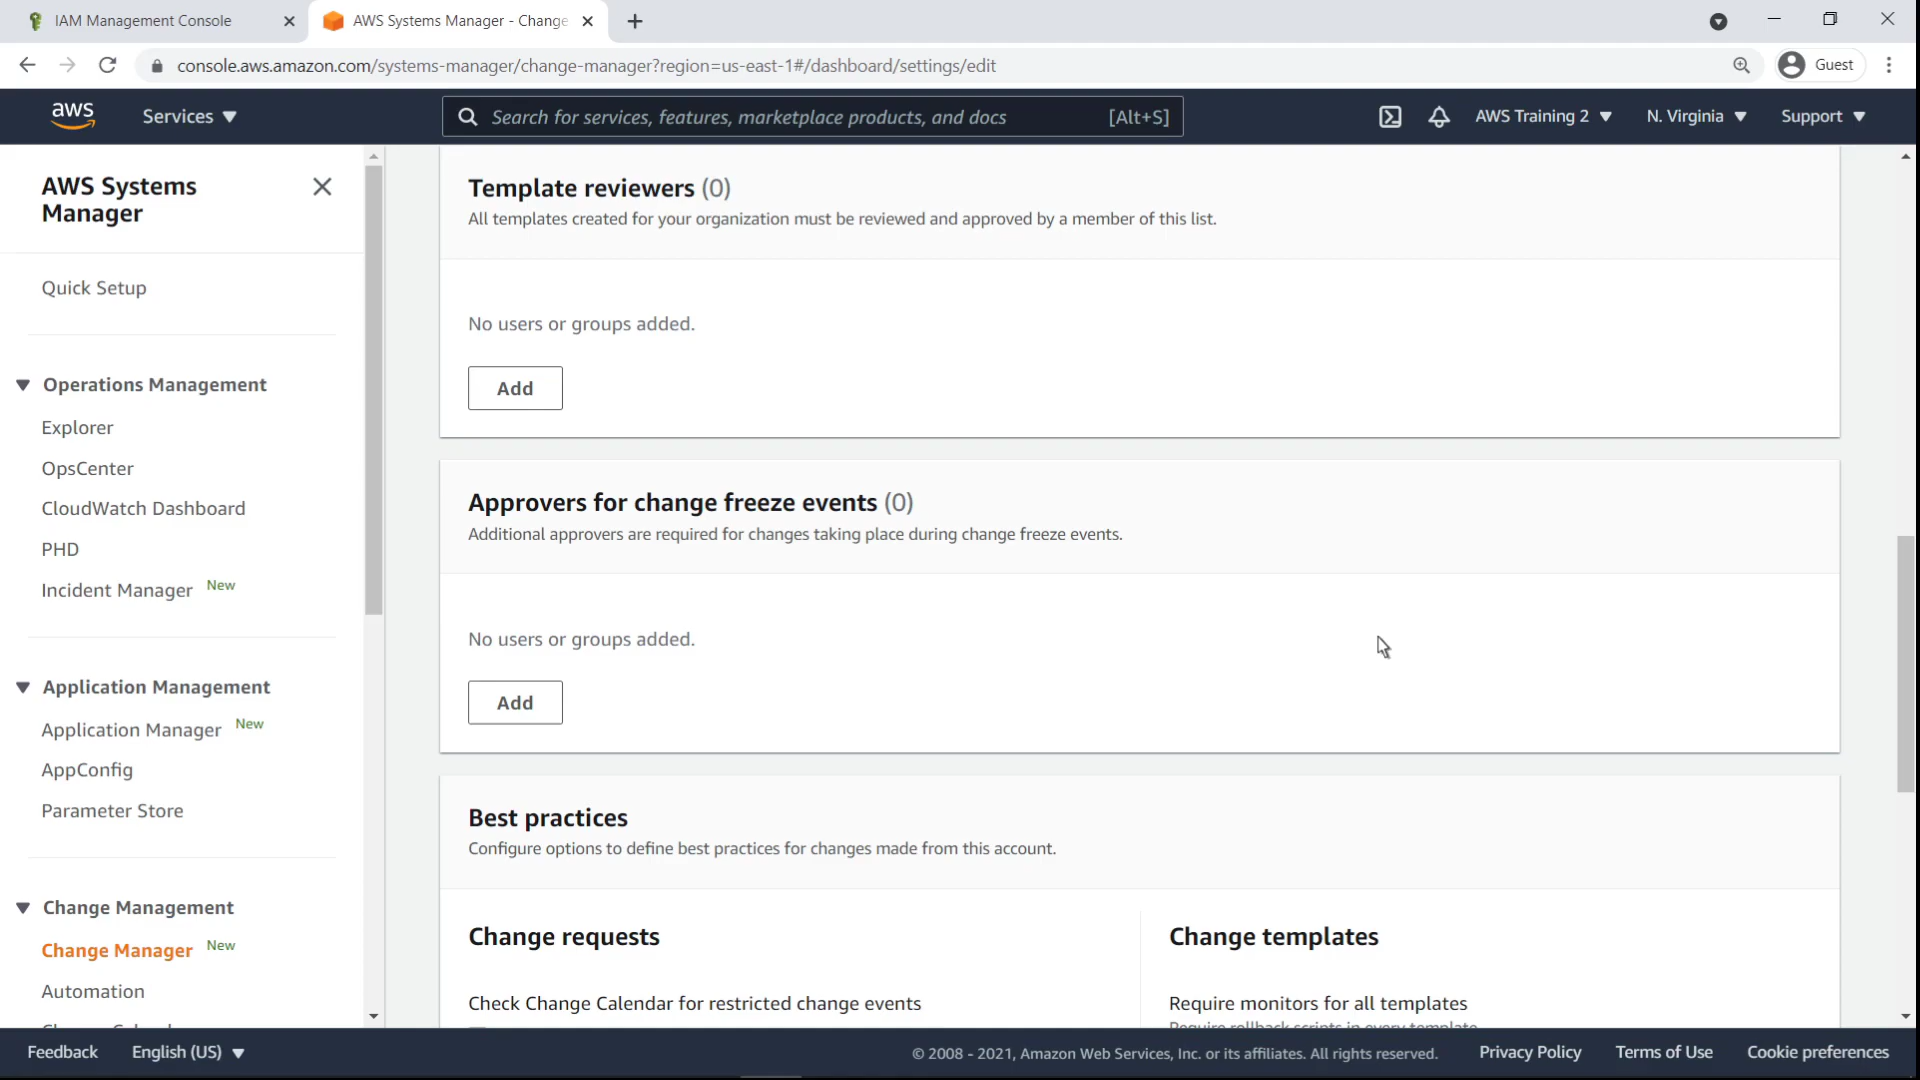 IAM Management Console
AWS Systems Manager - Change
console.aws.amazon.com/systems-manager/change-manager?region=us-east-1#/dashboard/settings/edit
Guest
aws
Services
Search for services, features, marketplace products, and docs
[Alt+S]
AWS Training 2
N. Virginia
Support
AWS Systems
Manager
Quick Setup
Operations Management
Explorer
OpsCenter
CloudWatch Dashboard
PHD
Incident Manager New
Application Management
Application Manager New
AppConfig
Parameter Store
Change Management
Change Manager New
Automation
Template reviewers (0)
All templates created for your organization must be reviewed and approved by a member of this list.
No users or groups added.
Add
Approvers for change freeze events (0)
Additional approvers are required for changes taking place during change freeze events.
No users or groups added.
Add
Best practices
Configure options to define best practices for changes made from this account.
Change requests
Check Change Calendar for restricted change events
Change templates
Require monitors for all templates
Require rollback scripts in every template
Feedback
English (US)
© 2008 - 2021, Amazon Web Services, Inc. or its affiliates. All rights reserved.
Privacy Policy
Terms of Use
Cookie preferences